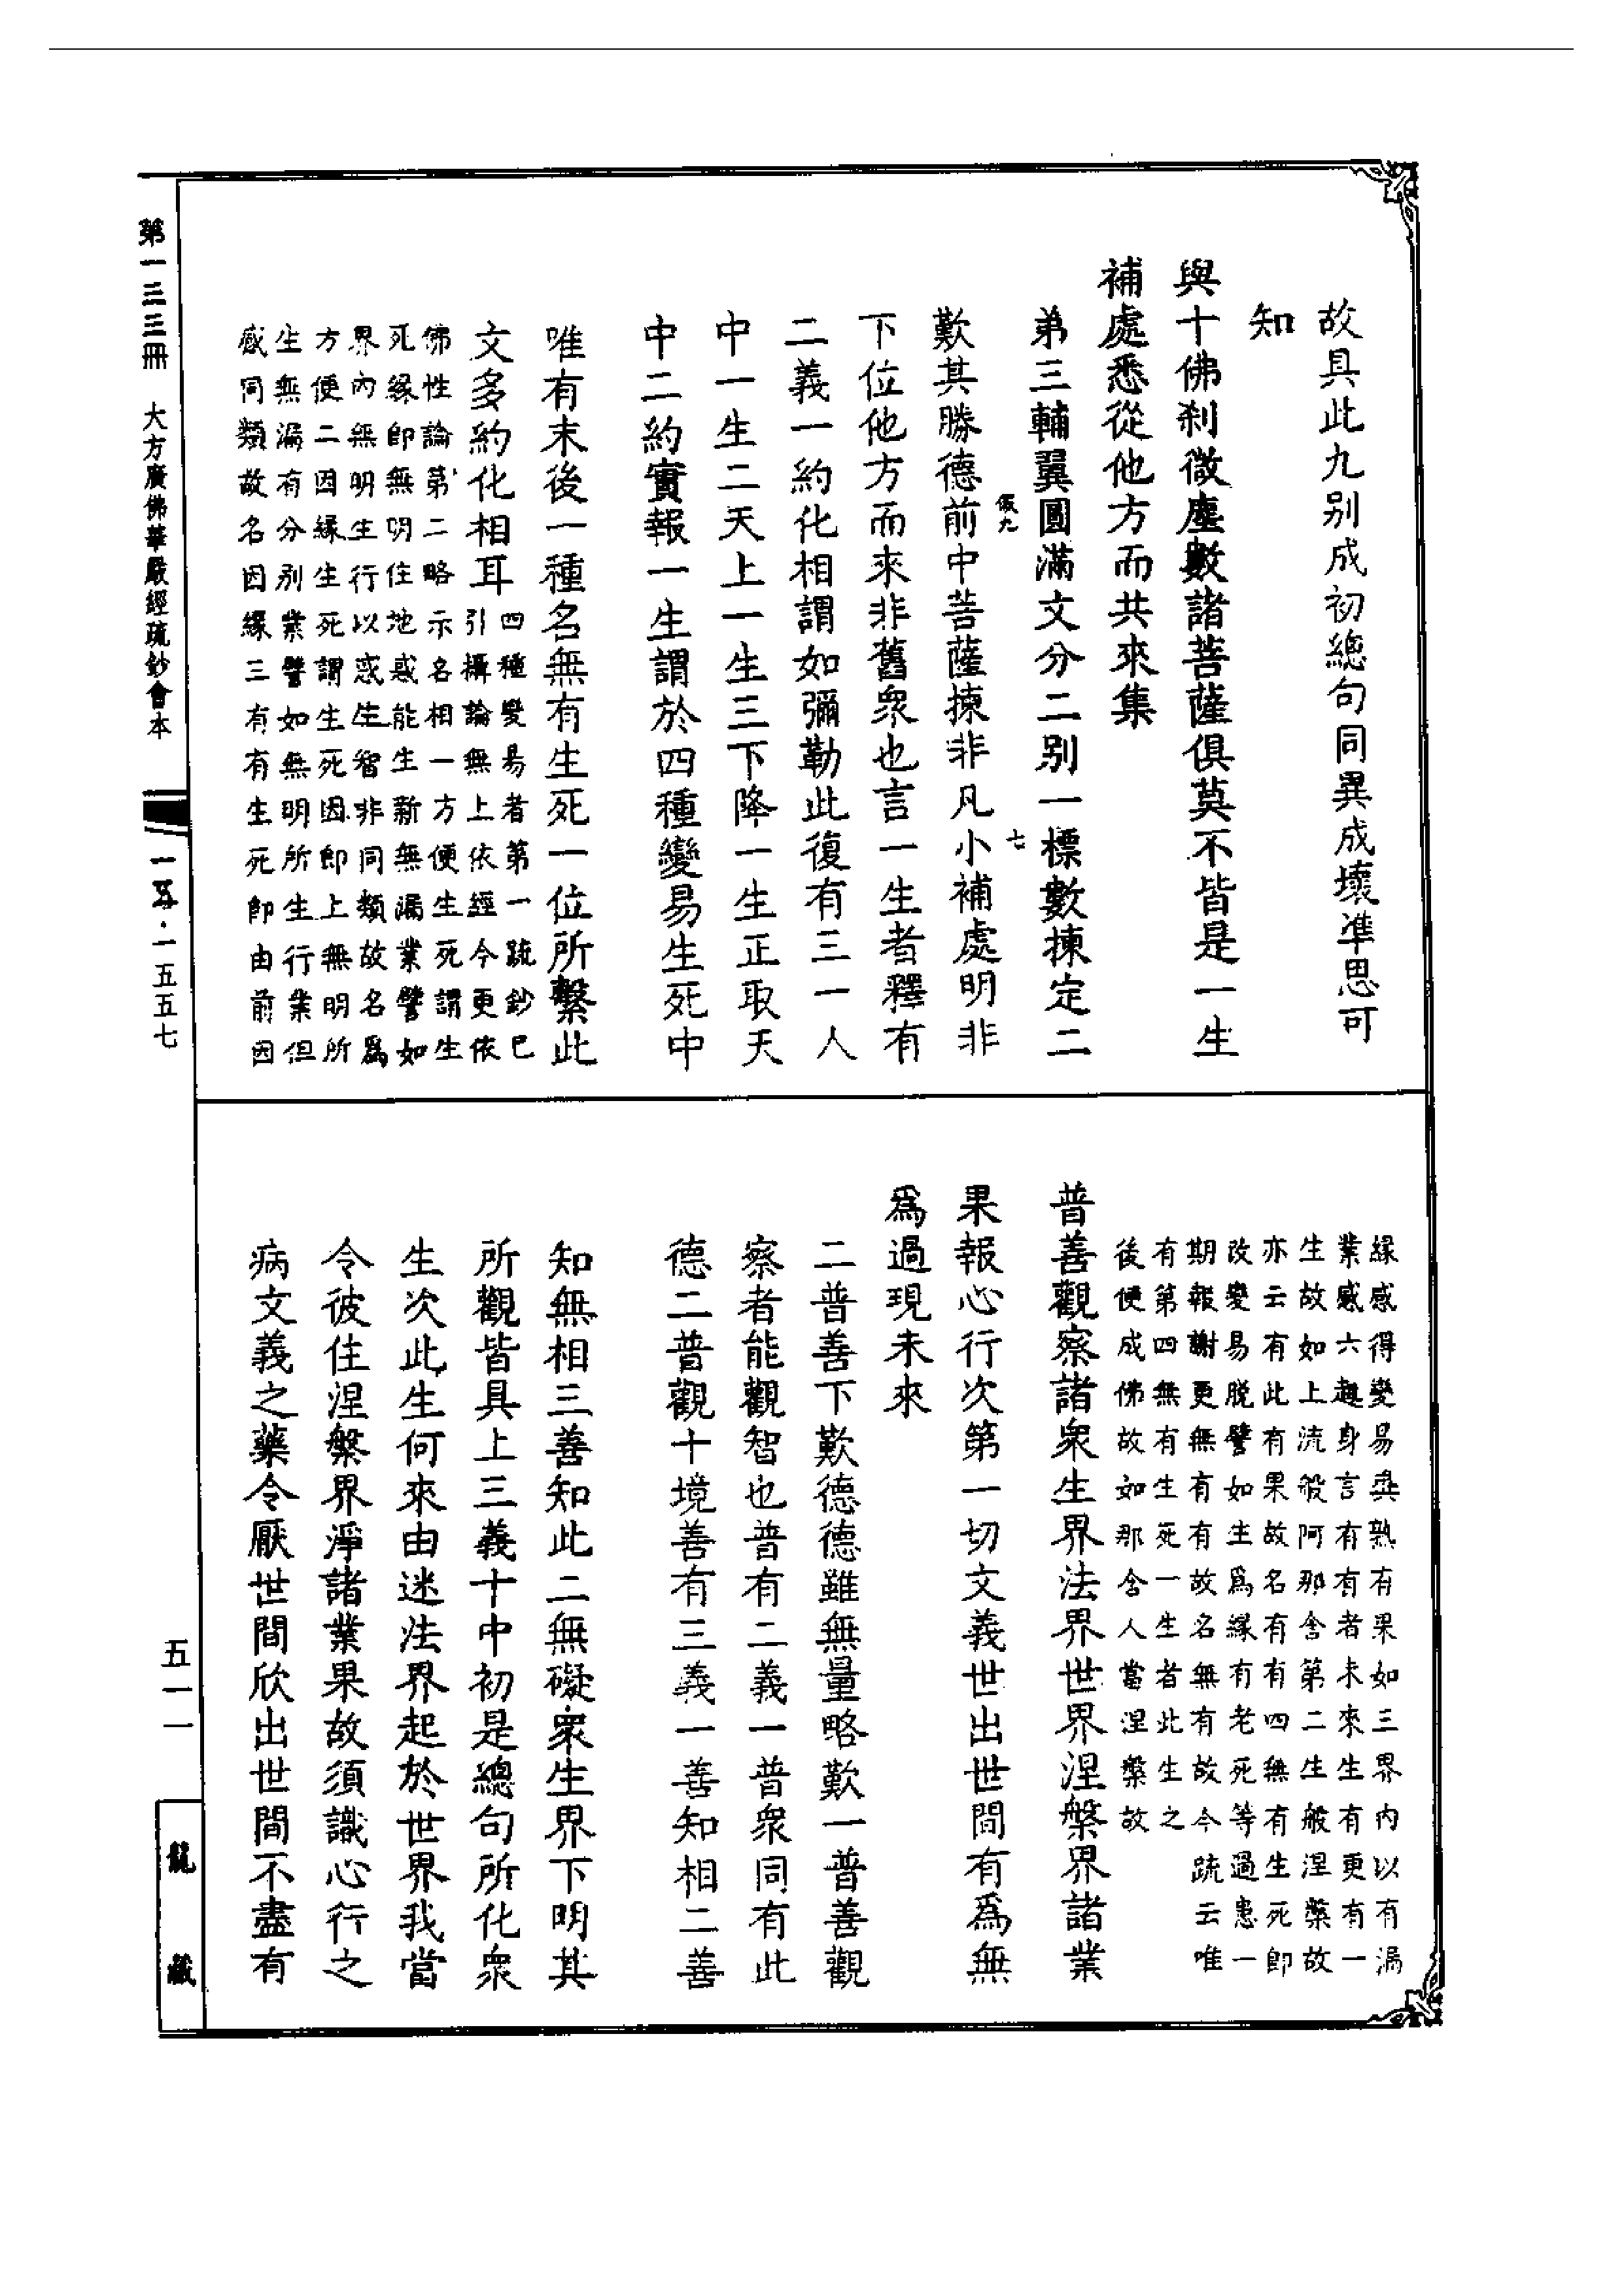 故具此九別成初總句同異成壞準思可
知
與十佛刹微塵數諸菩薩俱莫不皆是一生
補處悉從他方而共來集
第三輔翼圓滿文分二別一標數揀定二
歎其勝德前中菩薩揀非凡小補處明非
下位他方而來非舊衆也言一生者釋有
二義一約化相謂如彌勒此復有三一人
中一生二天上一生三下降一生正取天
中二約實報一生謂於四種變易生死中
唯有末後一種名無有生死一位所繫此
文多約化相耳
四種變易者第一疏鈔已
引攝論無上依經今更依
佛性論第二略示名相一方便生死謂生
死緣即無明住地惑能生新無漏業譬如
界內無明生行以惑生智非同類故名爲
方便二因緣生死謂生死因即上無明所
生無漏有分別業譬如無明所生行業但
感同類故名因緣三有有生死即由前因
緣感得變易異熟有果如三界內以有漏
業感六趣身言有有者未來生有更有一
生故如上流般阿那含第二生般涅槃故
亦云有此有果故名有有四無有生死即
改變易脫譬如生爲緣有老死等過患一
期報謝更無有有故名無有故今疏云唯
有第四無有生死一生者此生之
後便成佛故如那含人當涅槃故
普善觀察諸衆生界法界世界涅槃界諸業
果報心行次第一切文義世出世間有爲無
爲過現未來
二普善下歎德德雖無量略歎一普善觀
察者能觀智也普有二義一普衆同有此
德二普觀十境善有三義一善知相二善
知無相三善知此二無礙衆生界下明其
所觀皆具上三義十中初是總句所化衆
生次此生何來由迷法界起於世界我當
令彼住涅槃界淨諸業果故須識心行之
病文義之藥令厭世間欣出世間不盡有
第一三三冊 大方廣佛華嚴經疏鈔會本
一五五·一五五七
五一一
龍藏
七